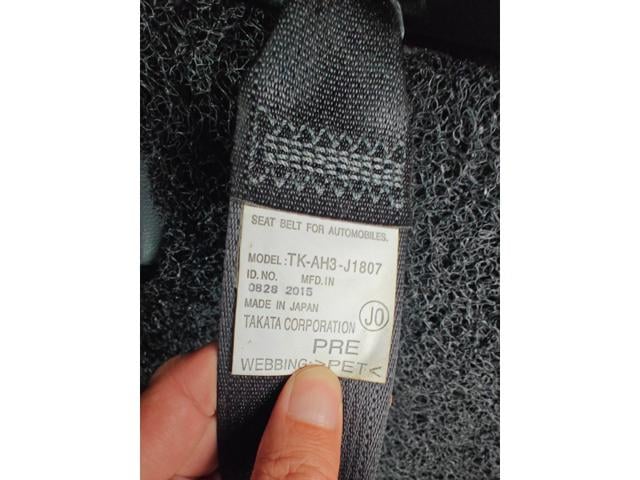 SEAT BELT FOR AUTOMOBILES.
MODEL:TK-AH3-J1807
ID.NO. MFD.IN
0828 2015
MADE IN JAPAN
TAKATA CORPORATION JO
PRE
WEBBING:>PET<